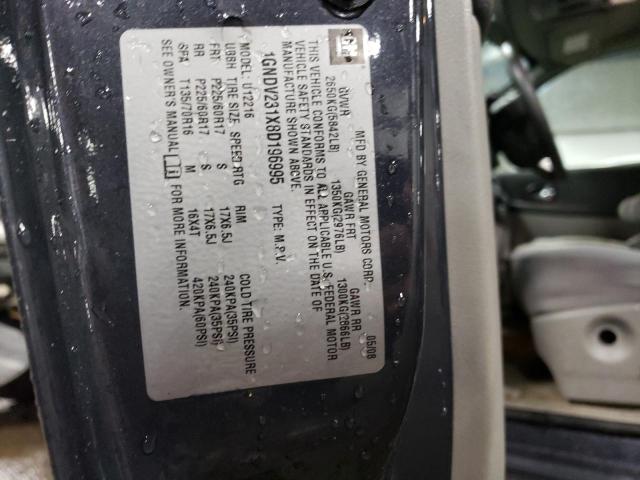 GM
MFD BY GENERAL MOTORS CORP. 05/08
GVWR GAWR FRT GAWR RR
2650KG(5842LB) 1350KG(2976LB) 1300KG(2866LB)
THIS VEHICLE CONFORMS TO ALL APPLICABLE U.S. FEDERAL MOTOR
VEHICLE SAFETY STANDARDS IN EFFECT ON THE DATE OF
MANUFACTURE SHOWN ABOVE.
1GNDV231X8D196995 TYPE: M.P.V.
MODEL: U12216
UBBH TIRE SIZE SPEED RTG RIM COLD TIRE PRESSURE
FRT P225/60R17 S 17X6.5J 240KPA(35PSI)
RR P225/60R17 S 17X6.5J 240KPA(35PSI)
SPA T135/70R16 M 16X4T 420KPA(60PSI)
SEE OWNER'S MANUAL FOR MORE INFORMATION.